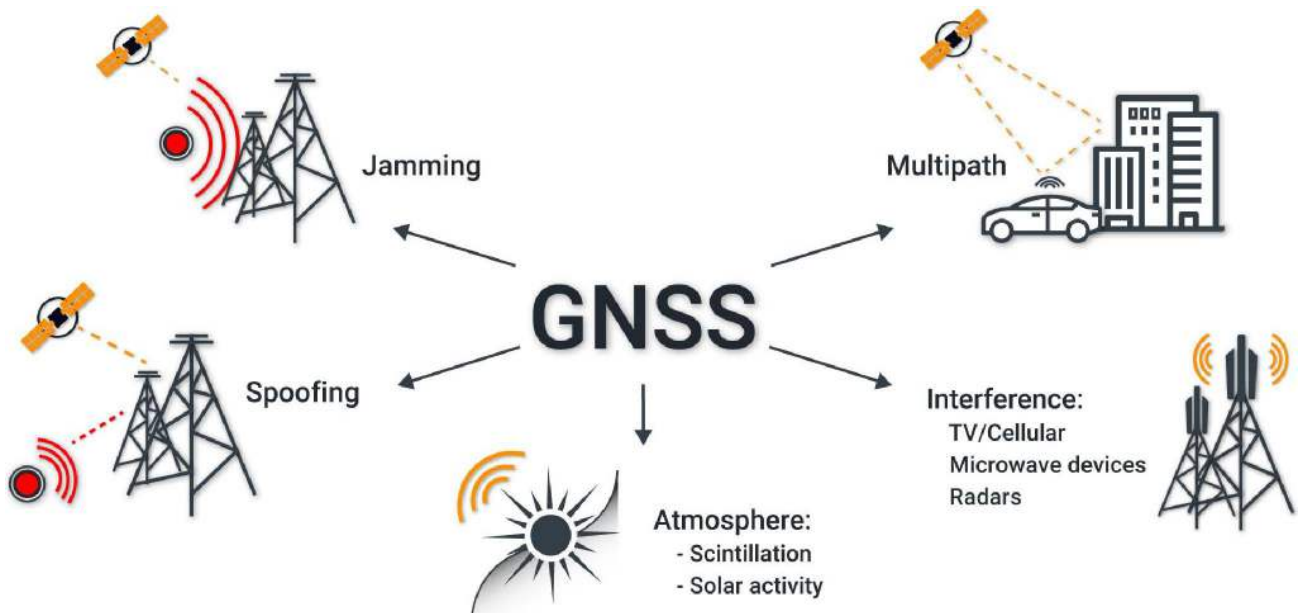 Jamming
Multipath
GNSS
Spoofing
Interference:
TV/Cellular
Microwave devices
Radars
Atmosphere:
- Scintillation
- Solar activity